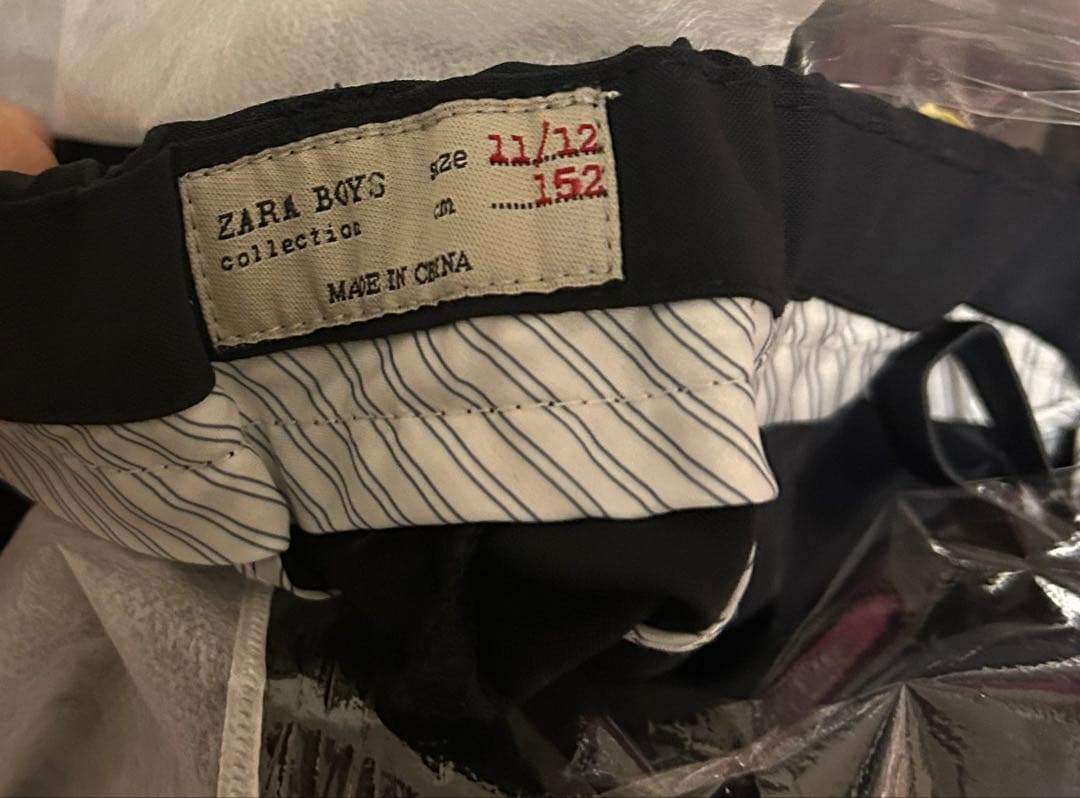 ZARA BOYS
collection
size 11/12
cm 152
MADE IN CHINA